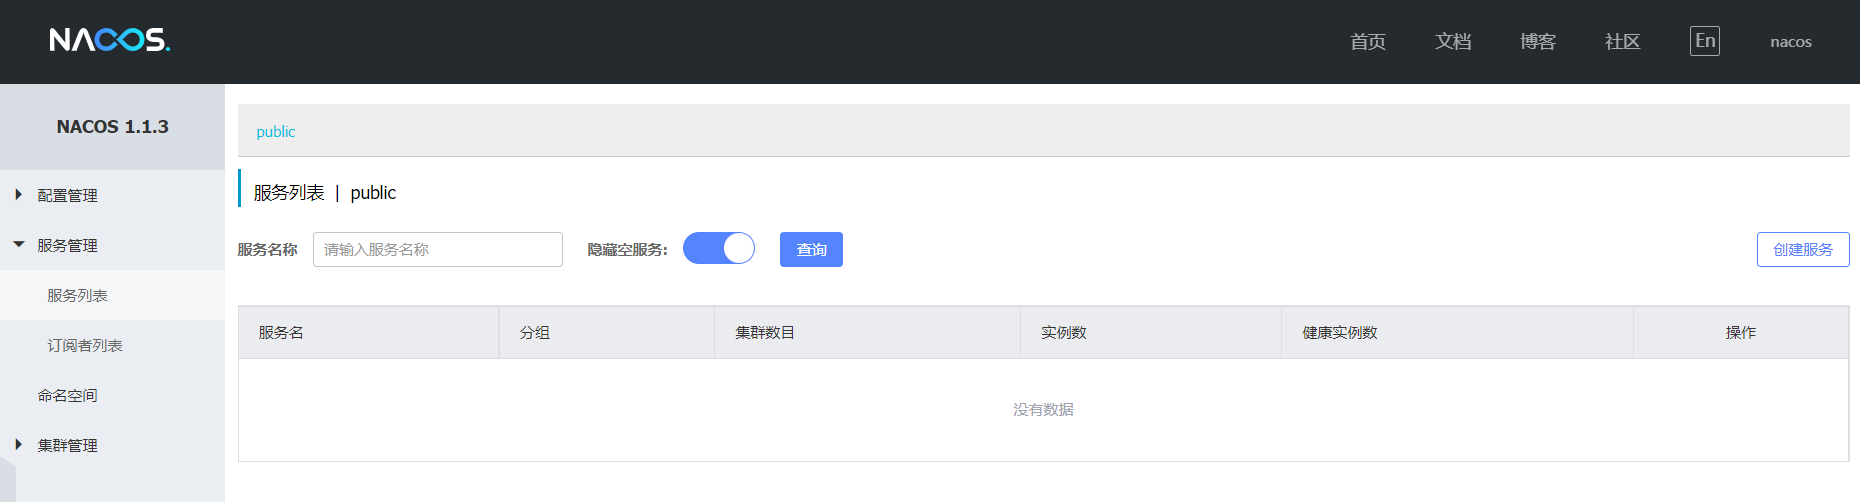 NACOS.
首页 文档 博客 社区 En nacos
NACOS 1.1.3
配置管理
服务管理
服务列表
订阅者列表
命名空间
集群管理
public
服务列表 | public
服务名称 请输入服务名称 隐藏空服务: 查询 创建服务
服务名 分组 集群数目 实例数 健康实例数 操作
没有数据